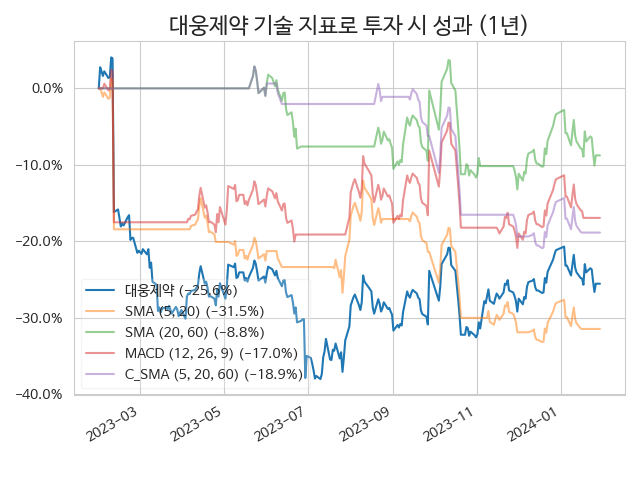 대웅제약 기술 지표로 투자 시 성과 (1년)
0.0%
−10.0%
−20.0%
−30.0%
−40.0%
대웅제약 (−25.6%)
SMA (5, 20) (−31.5%)
SMA (20, 60) (−8.8%)
MACD (12, 26, 9) (−17.0%)
C_SMA (5, 20, 60) (−18.9%)
2023−03
2023−05
2023−07
2023−09
2023−11
2024−01